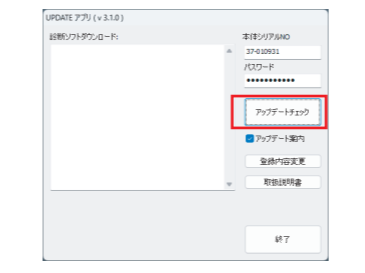 UPDATE アプリ ( v 3.1.0 )
診断ソフトダウンロード:
本体シリアルNO
37-010931
パスワード
●●●●●●●●●●●
アップデートチェック
アップデート案内
登録内容変更
取扱説明書
終了